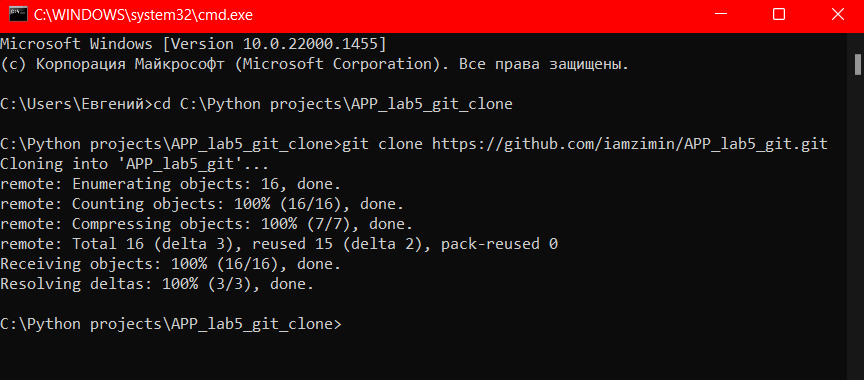 C:\WINDOWS\system32\cmd.exe
Microsoft Windows [Version 10.0.22000.1455]
(c) Корпорация Майкрософт (Microsoft Corporation). Все права защищены.
C:\Users\Евгений>cd C:\Python projects\APP_lab5_git_clone
C:\Python projects\APP_lab5_git_clone>git clone https://github.com/iamzimin/APP_lab5_git.git
Cloning into 'APP_lab5_git'...
remote: Enumerating objects: 16, done.
remote: Counting objects: 100% (16/16), done.
remote: Compressing objects: 100% (7/7), done.
remote: Total 16 (delta 3), reused 15 (delta 2), pack-reused 0
Receiving objects: 100% (16/16), done.
Resolving deltas: 100% (3/3), done.
C:\Python projects\APP_lab5_git_clone>